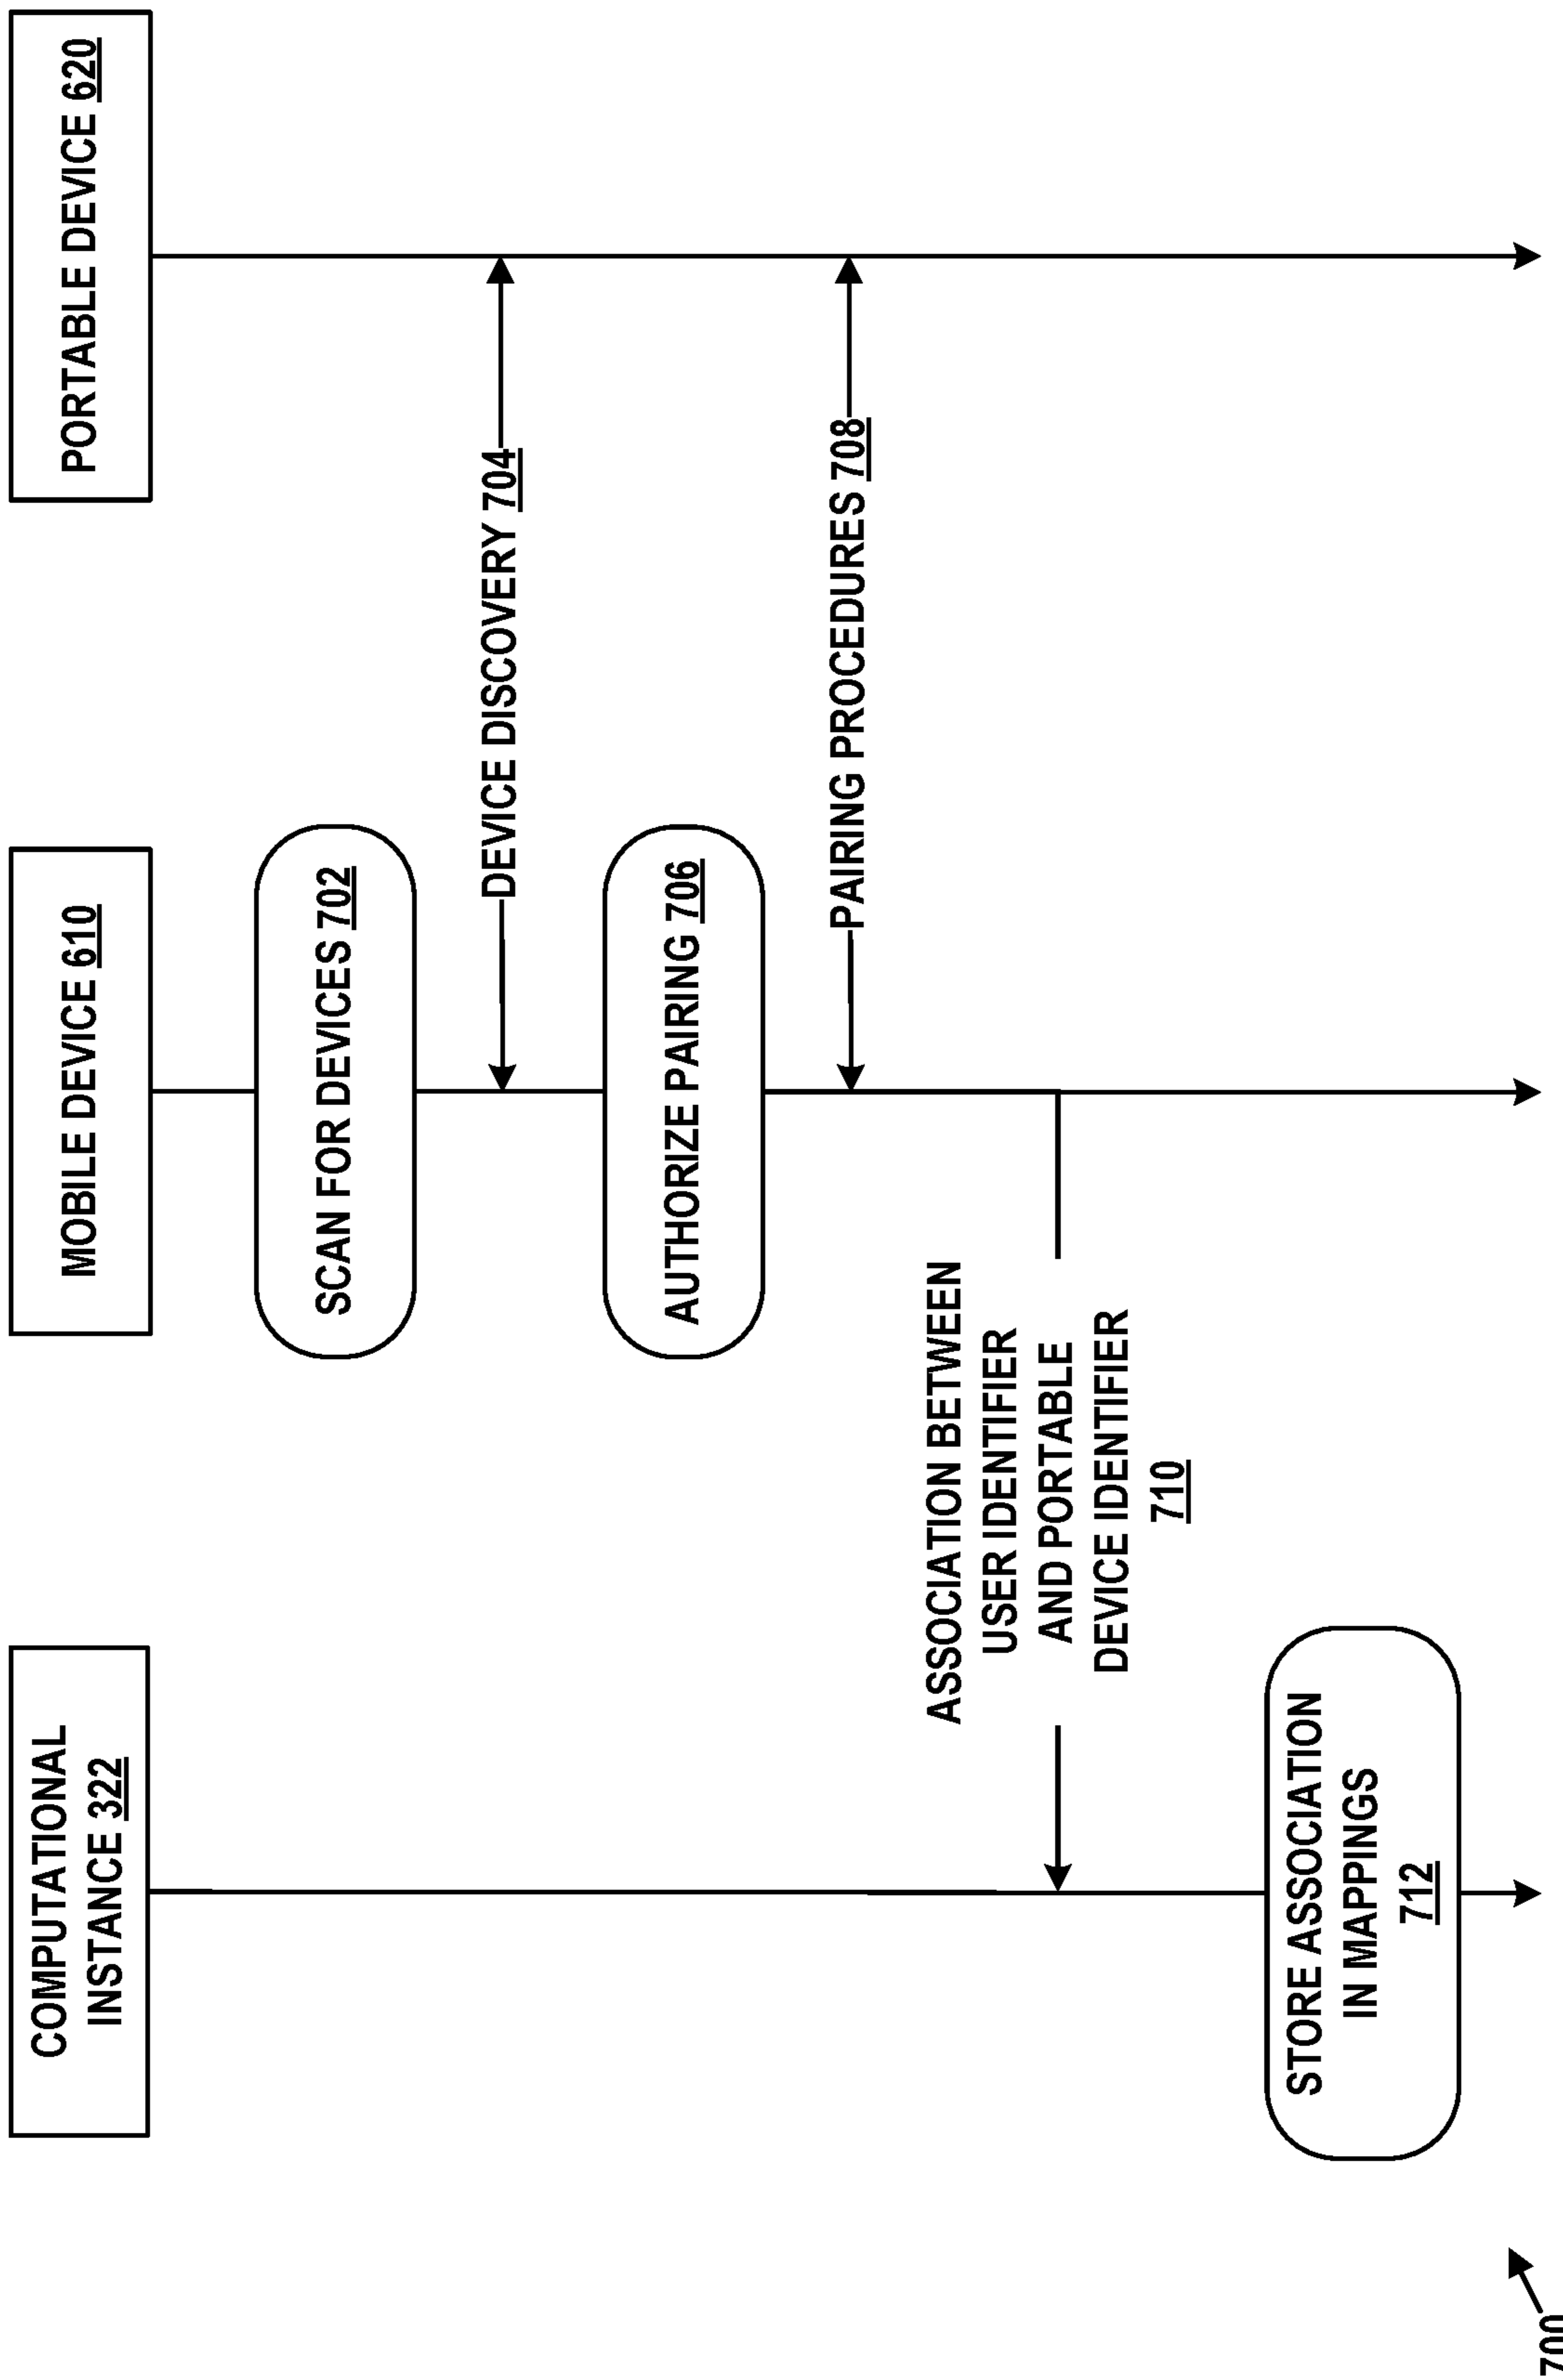 COMPUTATIONAL
INSTANCE 322
MOBILE DEVICE 610
PORTABLE DEVICE 620
SCAN FOR DEVICES 702
DEVICE DISCOVERY 704
AUTHORIZE PAIRING 706
PAIRING PROCEDURES 708
ASSOCIATION BETWEEN
USER IDENTIFIER
AND PORTABLE
DEVICE IDENTIFIER
710
STORE ASSOCIATION
IN MAPPINGS
712
700